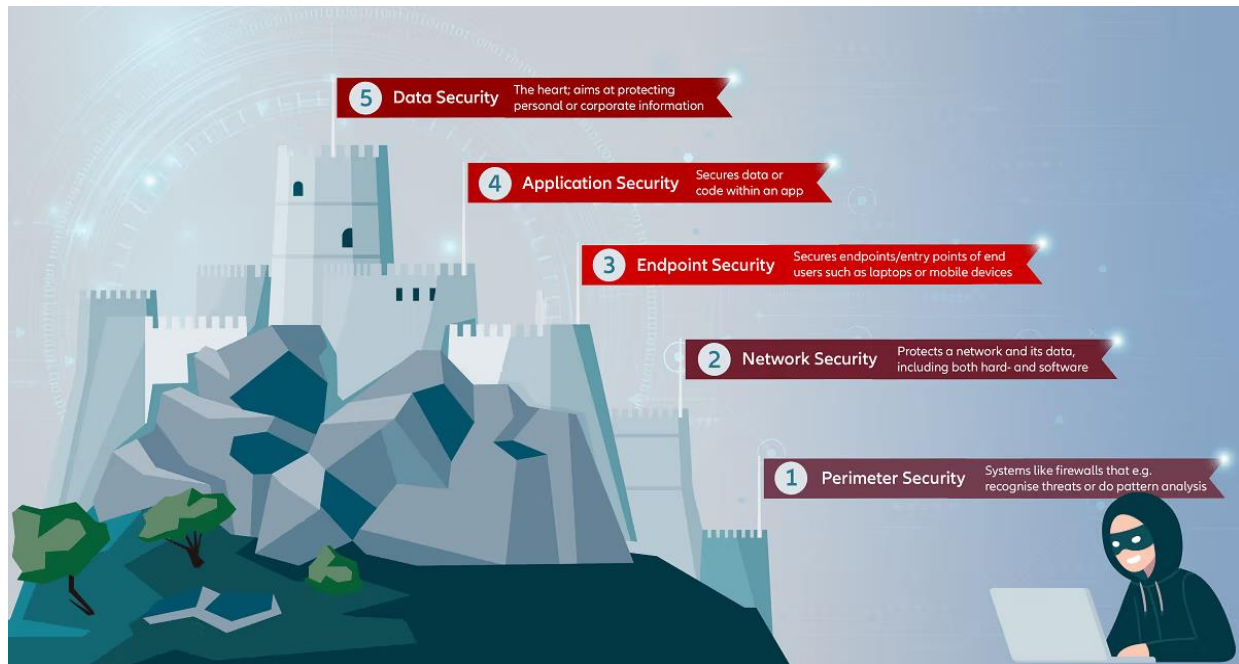 5 Data Security
The heart; aims at protecting
personal or corporate information
4 Application Security
Secures data or
code within an app
3 Endpoint Security
Secures endpoints/entry points of end
users such as laptops or mobile devices
2 Network Security
Protects a network and its data,
including both hard- and software
1 Perimeter Security
Systems like firewalls that e.g.
recognise threats or do pattern analysis